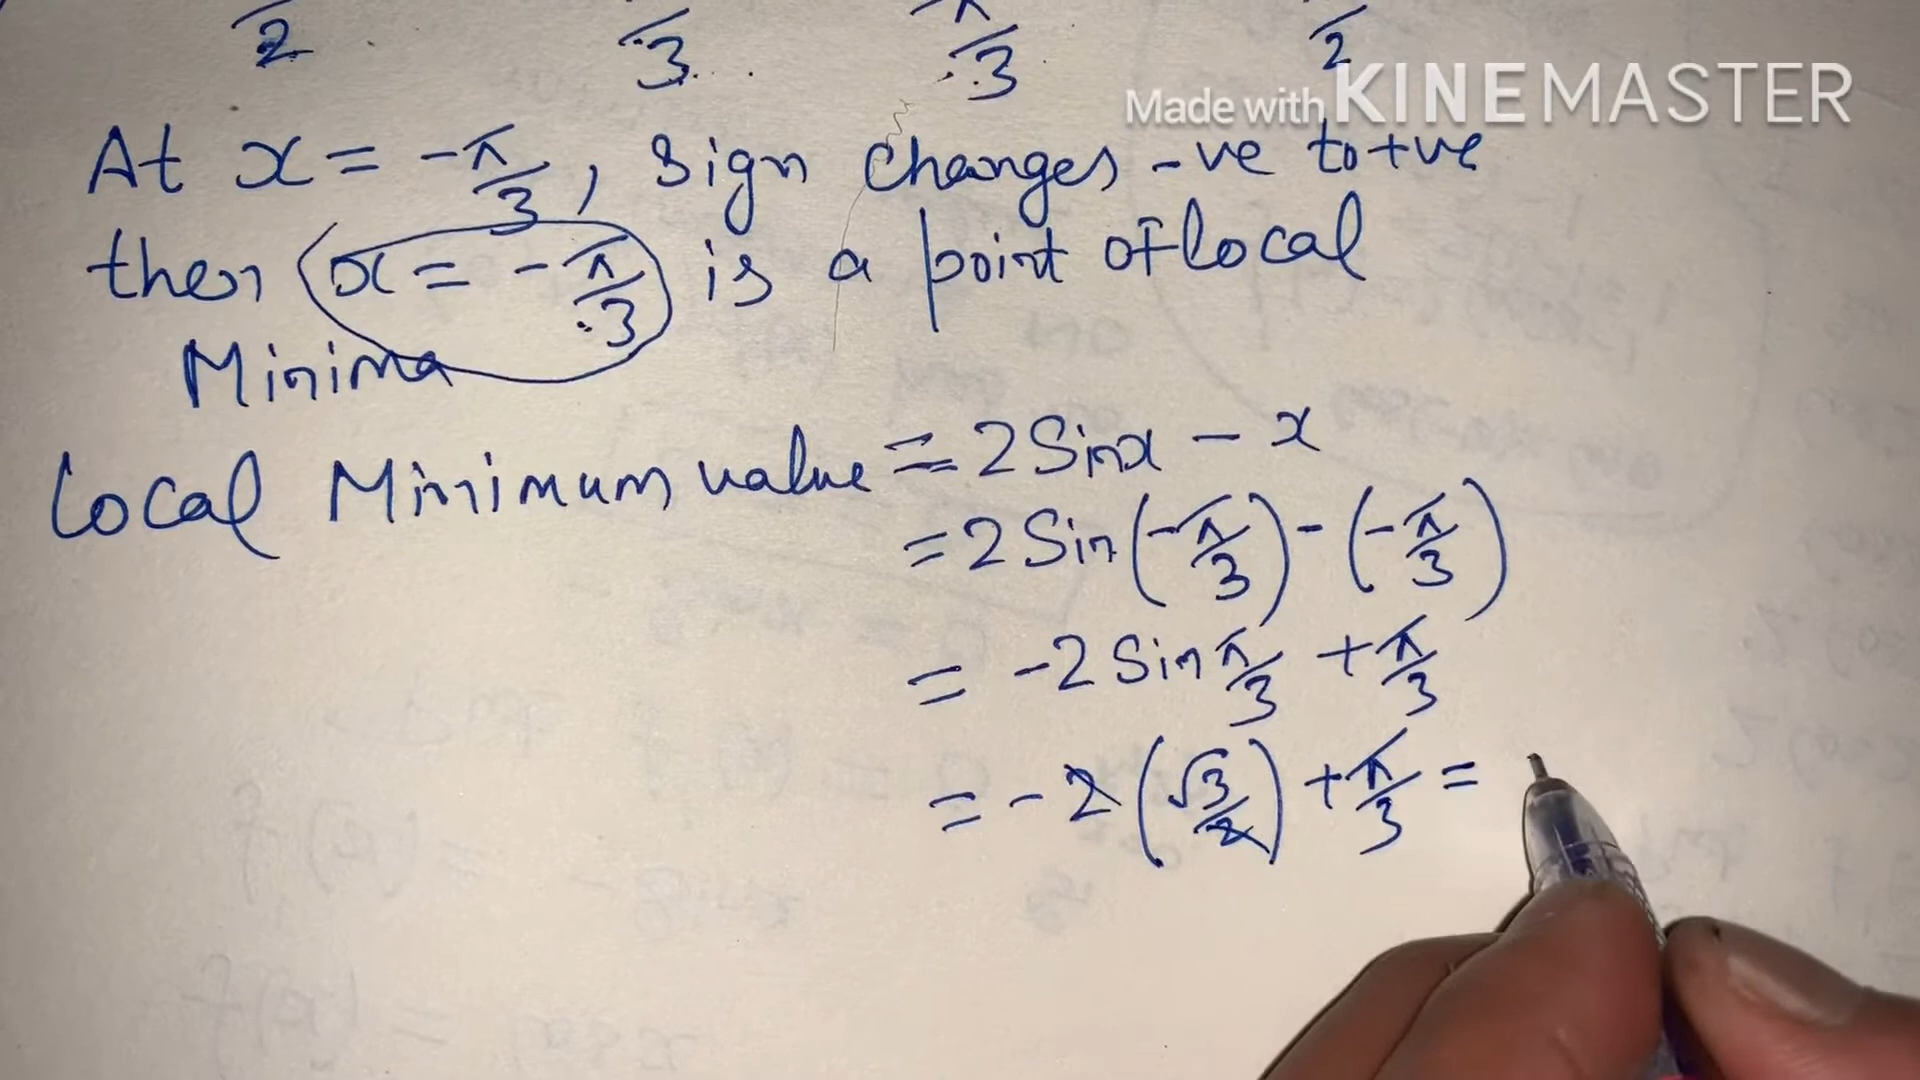 2 3 π/3 2
Made with KINEMASTER
At x = -π/3, Sign changes -ve to +ve
then x = -π/3 is a point of local
Minima
Local Minimum value = 2Sinx - x
= 2Sin(-π/3) - (-π/3)
= -2Sinπ/3 + π/3
= -2(√3/2) + π/3 =